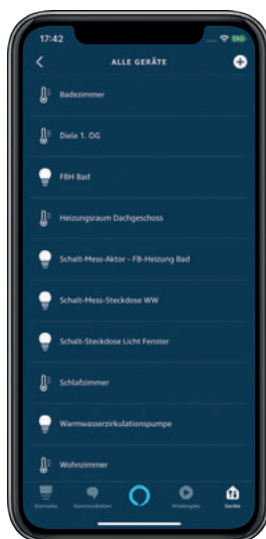 17:42
ALLE GERÄTE
Badezimmer
Diele 1. OG
FBH Bad
Heizungsraum Dachgeschoss
Schalt-Mess-Aktor - FB-Heizung Bad
Schalt-Mess-Steckdose WW
Schalt-Steckdose Licht Fenster
Schlafzimmer
Warmwasserzirkulationspumpe
Wohnzimmer
Startseite Kommunikation Wiedergabe Geräte